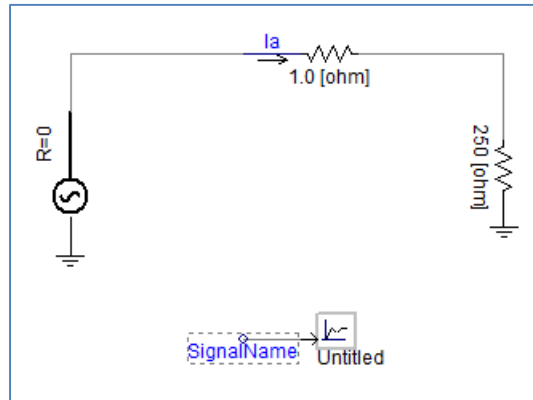 Ia
1.0 [ohm]
R=0
250 [ohm]
SignalName
Untitled